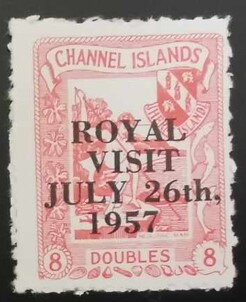 CHANNEL ISLANDS
ROYAL
VISIT
JULY 26th,
1957
8 DOUBLES 8